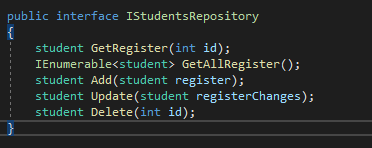 public interface IStudentsRepository
{
student GetRegister(int id);
IEnumerable<student> GetAllRegister();
student Add(student register);
student Update(student registerChanges);
student Delete(int id);
}